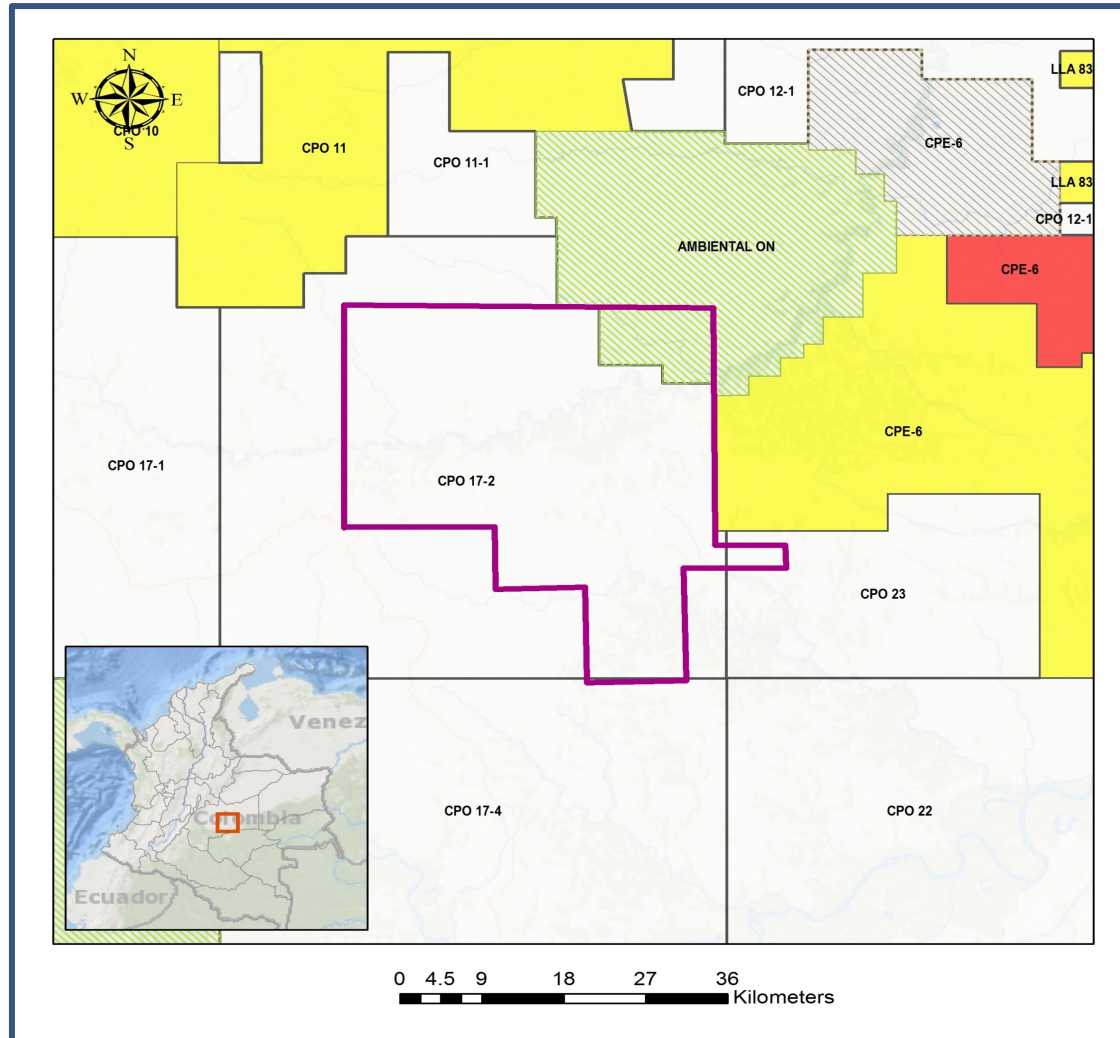 N
W E
S
CPO 10
CPO 11
CPO 11-1
CPO 12-1
CPE-6
LLA 83
LLA 83
CPO 12-1
AMBIENTAL ON
CPE-6
CPE-6
CPO 17-1
CPO 17-2
CPO 23
CPO 17-4
CPO 22
Venez
Colombia
Ecuador
0 4.5 9 18 27 36
Kilometers